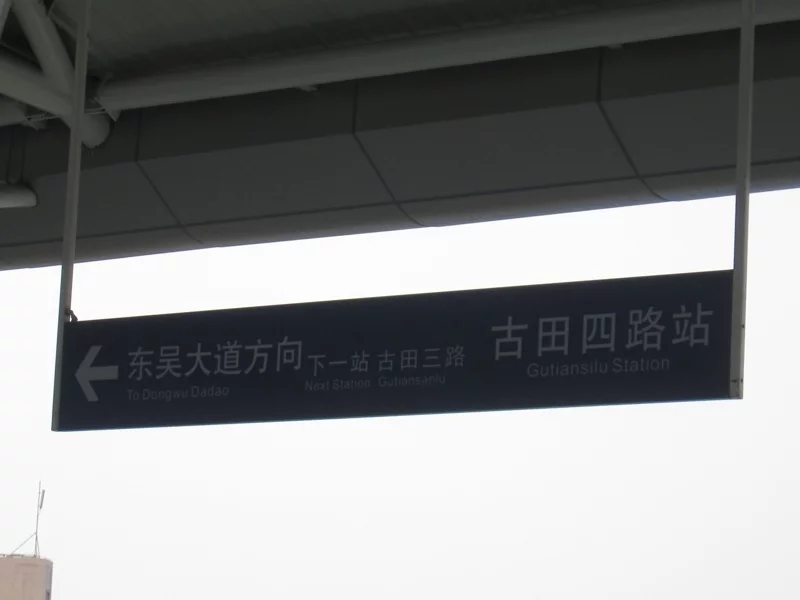 东吴大道方向
To Dongwu Dadao
下一站 古田三路
Next Station Gutiansanlu
古田四路站
Gutiansilu Station